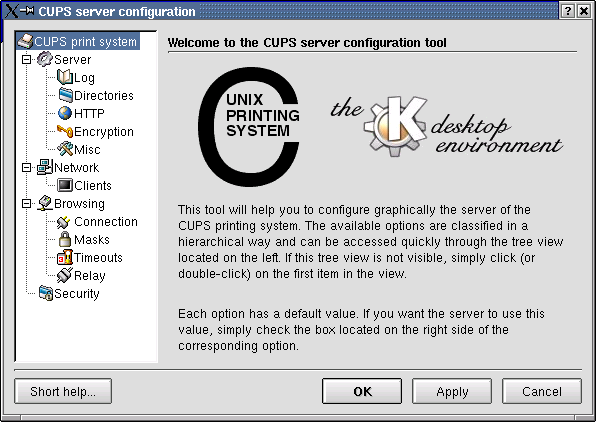 CUPS server configuration
CUPS print system
Server
Log
Directories
HTTP
Encryption
Misc
Network
Clients
Browsing
Connection
Masks
Timeouts
Relay
Security
Welcome to the CUPS server configuration tool
C
UNIX
PRINTING
SYSTEM
the
K
desktop
environment
This tool will help you to configure graphically the server of the
CUPS printing system. The available options are classified in a
hierarchical way and can be accessed quickly through the tree view
located on the left. If this tree view is not visible, simply click (or
double-click) on the first item in the view.
Each option has a default value. If you want the server to use this
value, simply check the box located on the right side of the
corresponding option.
Short help...
OK
Apply
Cancel